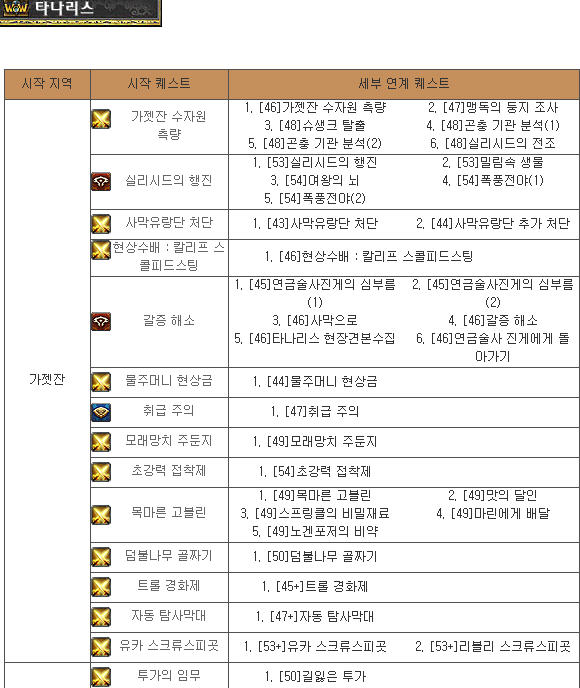 타나리스
시작 지역 시작 퀘스트 세부 연계 퀘스트
가젯잔
가젯잔 수자원
측량
1, [46]가젯잔 수자원 측량 2, [47]맹독의 둥지 조사
3, [48]슈생크 탈출 4, [48]곤충 기관 분석(1)
5, [48]곤충 기관 분석(2) 6, [48]실리시드의 전조
실리시드의 행진
1, [53]실리시드의 행진 2, [53]밀림속 생물
3, [54]여왕의 뇌 4, [54]폭풍전야(1)
5, [54]폭풍전야(2)
사막유랑단 처단 1, [43]사막유랑단 처단 2, [44]사막유랑단 추가 처단
현상수배 : 칼리프 스
콜피드스팅
1, [46]현상수배 : 칼리프 스콜피드스팅
갈증 해소
1, [45]연금술사진게의 심부름 2, [45]연금술사진게의 심부름
(1) (2)
3, [46]사막으로 4, [46]갈증 해소
5, [46]타나리스 현장견본수집 6, [46]연금술사 진게에게 돌
아가기
물주머니 현상금 1, [44]물주머니 현상금
취급 주의 1, [47]취급 주의
모래망치 주둔지 1, [49]모래망치 주둔지
초강력 접착제 1, [54]초강력 접착제
목마른 고블린
1, [49]목마른 고블린 2, [49]맛의 달인
3, [49]스프링클의 비밀재료 4, [49]마린에게 배달
5, [49]노겐포저의 비약
덤불나무 골짜기 1, [50]덤불나무 골짜기
트롤 경화제 1, [45+]트롤 경화제
자동 탐사막대 1, [47+]자동 탐사막대
유카 스크류스피곳 1, [53+]유카 스크류스피곳 2, [53+]리블리 스크류스피곳
투가의 임무 1, [50]길잃은 투가